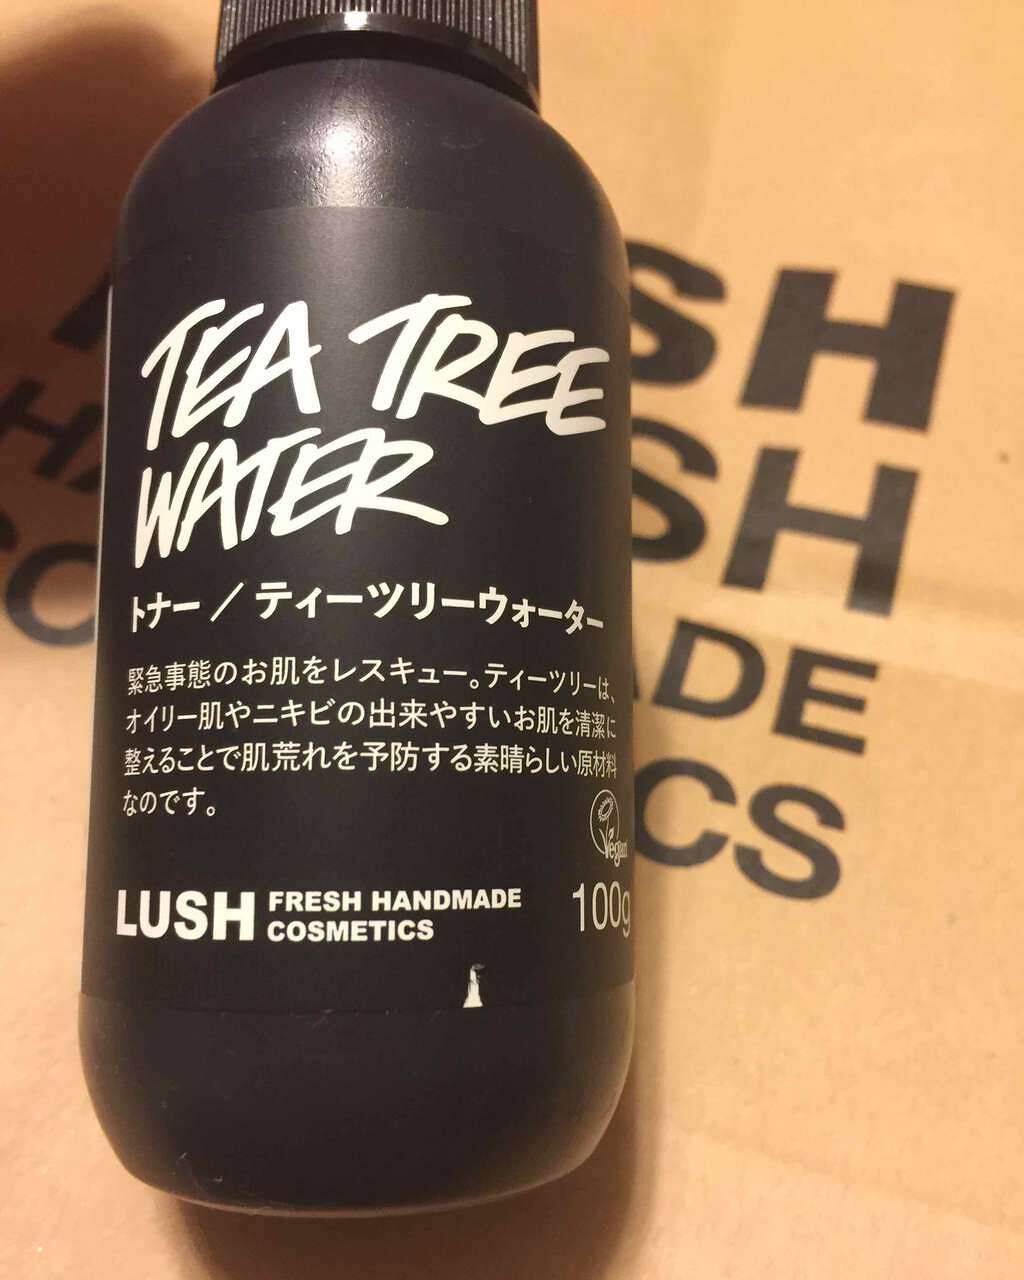 TEA TREE
WATER
トナー／ティーツリーウォーター
緊急事態のお肌をレスキュー。ティーツリーは、
オイリー肌やニキビの出来やすいお肌を清潔に
整えることで肌荒れを予防する素晴らしい原材料
なのです。
Vegan
LUSH FRESH HANDMADE
COSMETICS
100g
SH
SH
ADE
ICS